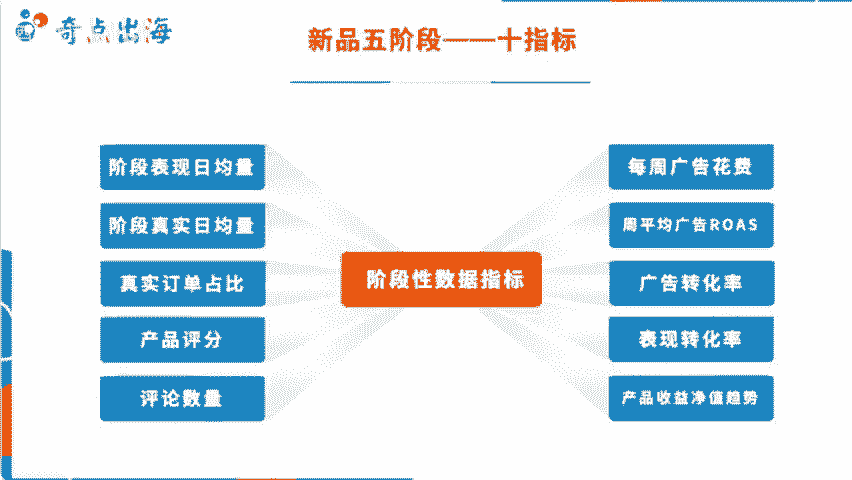 奇点出海
新品五阶段——十指标
阶段表现日均量
阶段真实日均量
真实订单占比
产品评分
评论数量
阶段性数据指标
每周广告花费
周平均广告ROAS
广告转化率
表现转化率
产品收益净值趋势